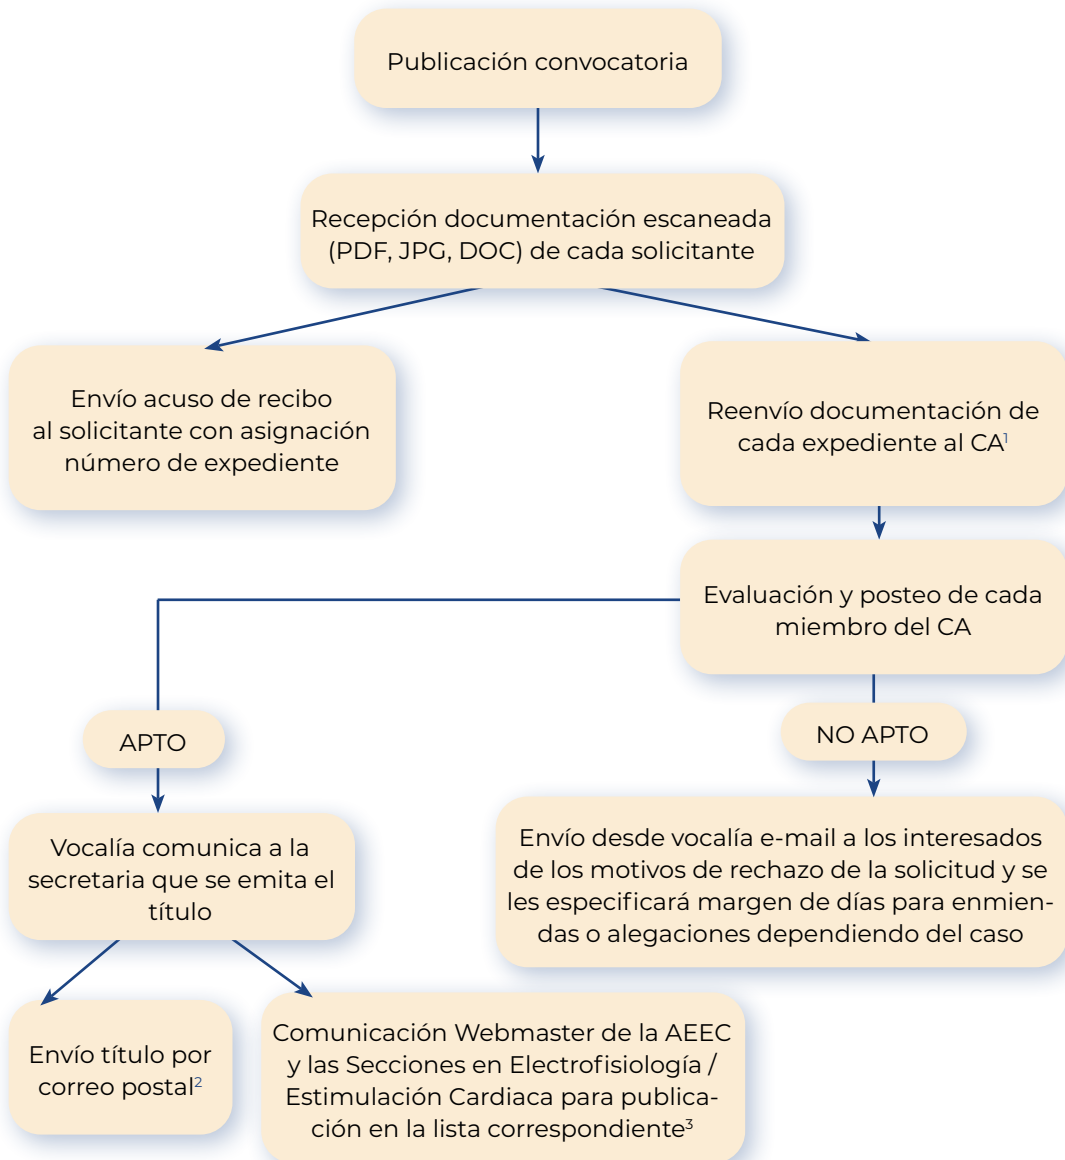 Publicación convocatoria
Recepción documentación escaneada
(PDF, JPG, DOC) de cada solicitante
Envío acuso de recibo
al solicitante con asignación
número de expediente
Reenvío documentación de
cada expediente al CA¹
Evaluación y posteo de cada
miembro del CA
APTO
NO APTO
Vocalía comunica a la
secretaria que se emita el
título
Envío desde vocalía e-mail a los interesados
de los motivos de rechazo de la solicitud y se
les especificará margen de días para enmien-
das o alegaciones dependiendo del caso
Envío título por
correo postal²
Comunicación Webmaster de la AEEC
y las Secciones en Electrofisiología /
Estimulación Cardiaca para publica-
ción en la lista correspondiente³